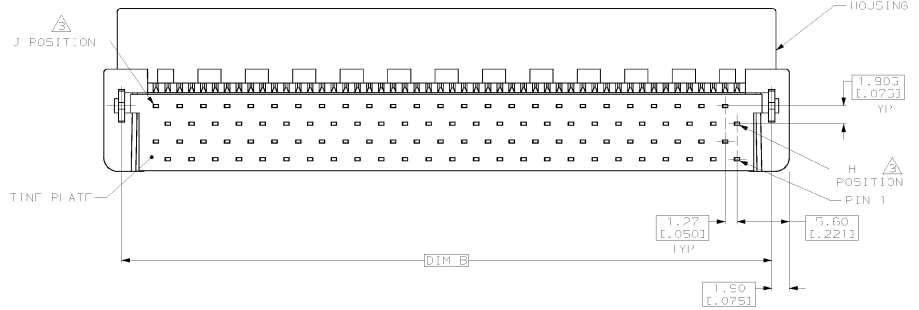 HOUSING
3
J POSITION
1.905
[.075]
TYP
H
3
POSITION
TINE PLATE
PIN 1
1.27
[.050]
TYP
5.60
[.221]
DIM B
1.90
[.075]